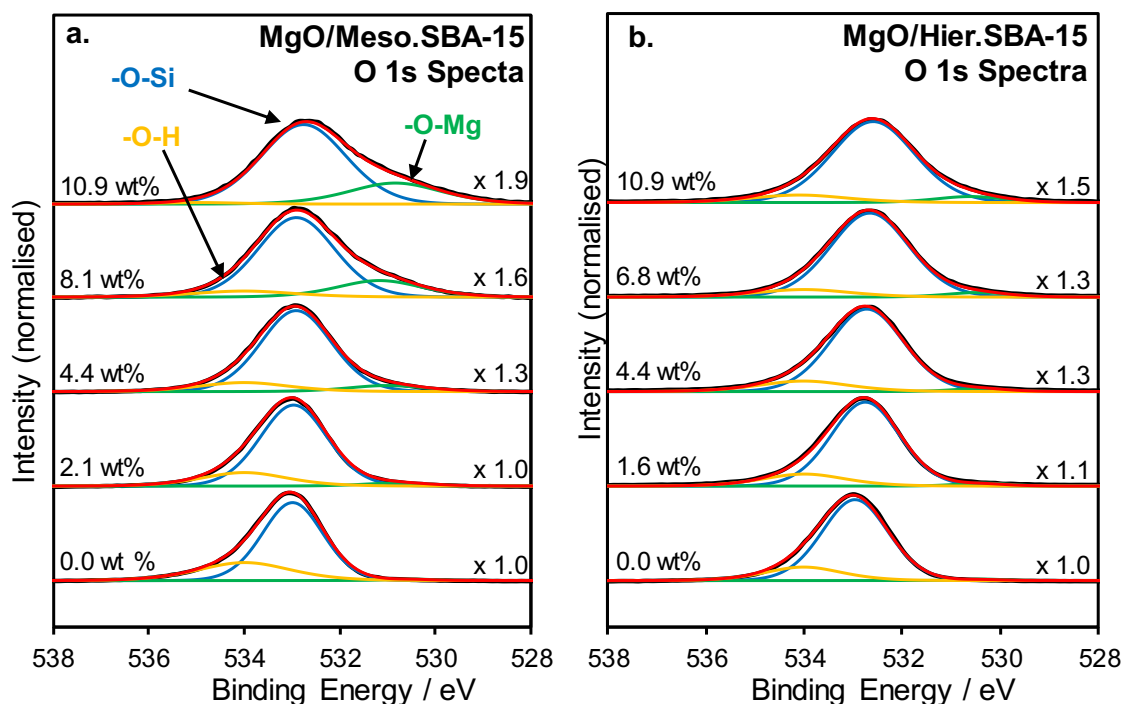 a.
MgO/Meso.SBA-15
O 1s Specta
-O-Si
-O-H
-O-Mg
10.9 wt%
x 1.9
8.1 wt%
x 1.6
4.4 wt%
x 1.3
2.1 wt%
x 1.0
0.0 wt %
x 1.0
Intensity (normalised)
538 536 534 532 530 528
Binding Energy / eV
b.
MgO/Hier.SBA-15
O 1s Spectra
10.9 wt%
x 1.5
6.8 wt%
x 1.3
4.4 wt%
x 1.3
1.6 wt%
x 1.1
0.0 wt%
x 1.0
Intensity (normalised)
538 536 534 532 530 528
Binding Energy / eV